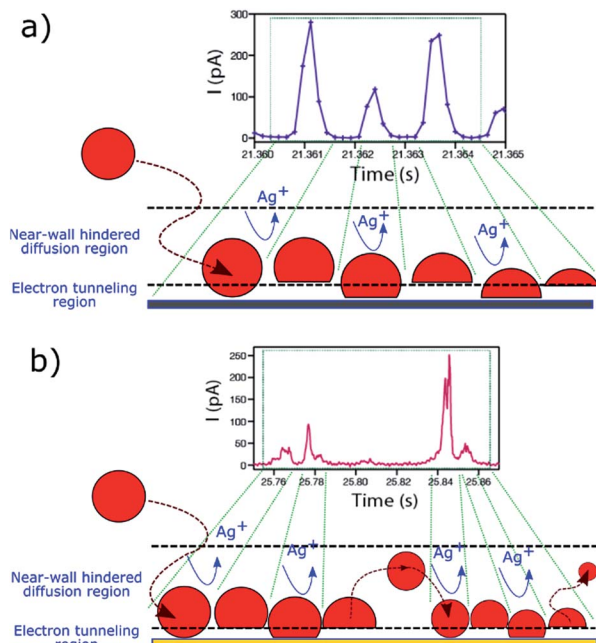 a)
300
200
100
0
I (pA)
21.360 21.361 21.362 21.363 21.364 21.365
Time (s)
Ag+
Near-wall hindered
diffusion region
Ag+
Ag+
Electron tunneling
region
b)
250
200
150
100
50
0
I (pA)
25.76 25.78 25.80 25.82 25.84 25.86
Time (s)
Ag+
Near-wall hindered
diffusion region
Ag+
Ag+
Ag+
Electron tunneling
region